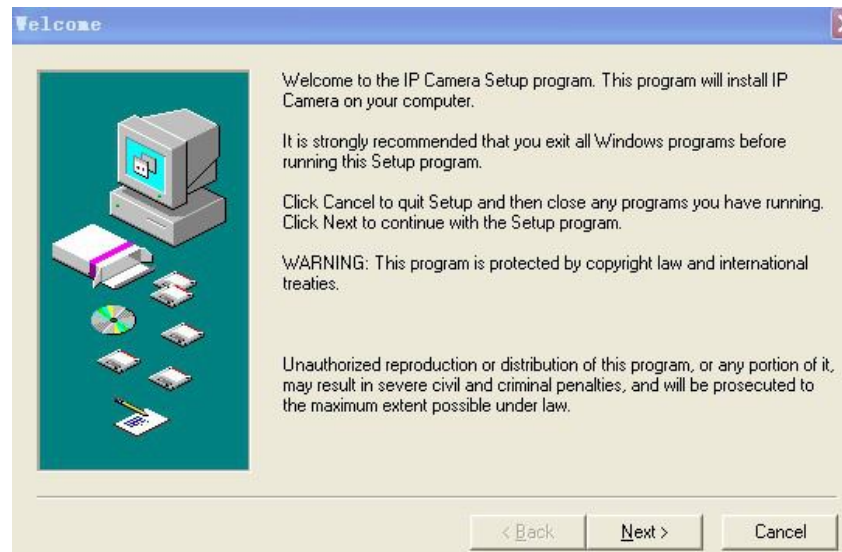 Welcome
Welcome to the IP Camera Setup program. This program will install IP
Camera on your computer.
It is strongly recommended that you exit all Windows programs before
running this Setup program.
Click Cancel to quit Setup and then close any programs you have running.
Click Next to continue with the Setup program.
WARNING: This program is protected by copyright law and international
treaties.
Unauthorized reproduction or distribution of this program, or any portion of it,
may result in severe civil and criminal penalties, and will be prosecuted to
the maximum extent possible under law.
< Back Next > Cancel